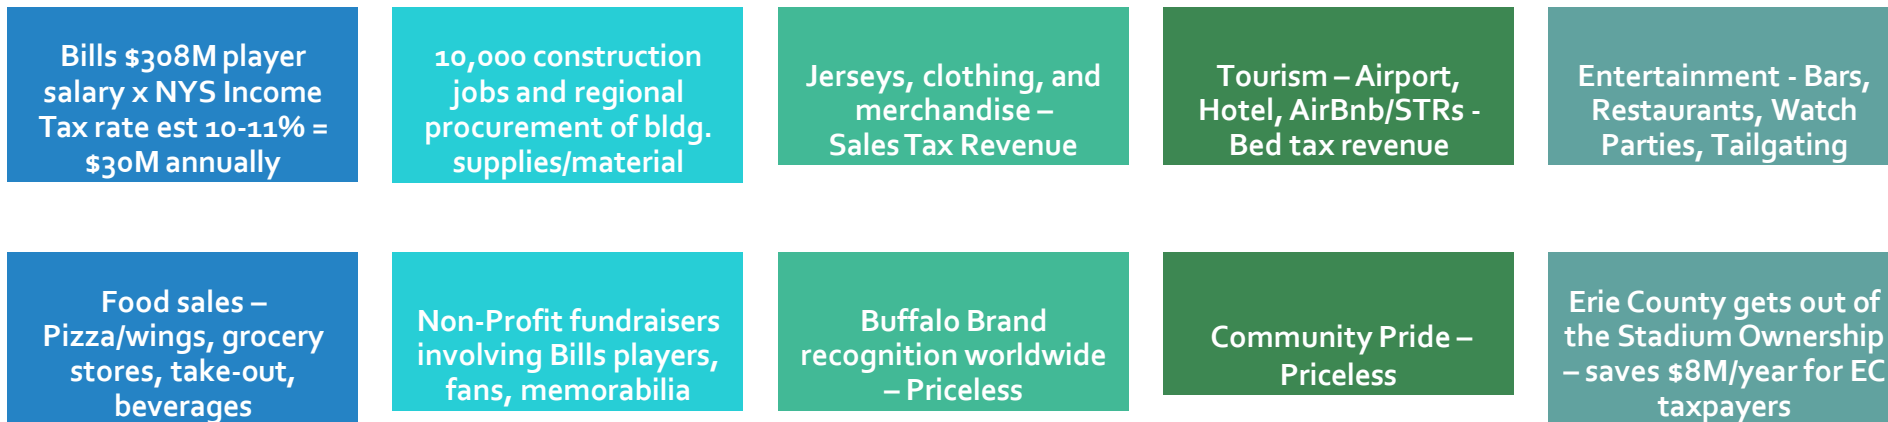 Bills $308M player
salary x NYS Income
Tax rate est 10-11% =
$30M annually
10,000 construction
jobs and regional
procurement of bldg.
supplies/material
Jerseys, clothing, and
merchandise –
Sales Tax Revenue
Tourism – Airport,
Hotel, AirBnb/STRs -
Bed tax revenue
Entertainment - Bars,
Restaurants, Watch
Parties, Tailgating
Food sales –
Pizza/wings, grocery
stores, take-out,
beverages
Non-Profit fundraisers
involving Bills players,
fans, memorabilia
Buffalo Brand
recognition worldwide
– Priceless
Community Pride –
Priceless
Erie County gets out of
the Stadium Ownership
– saves $8M/year for EC
taxpayers